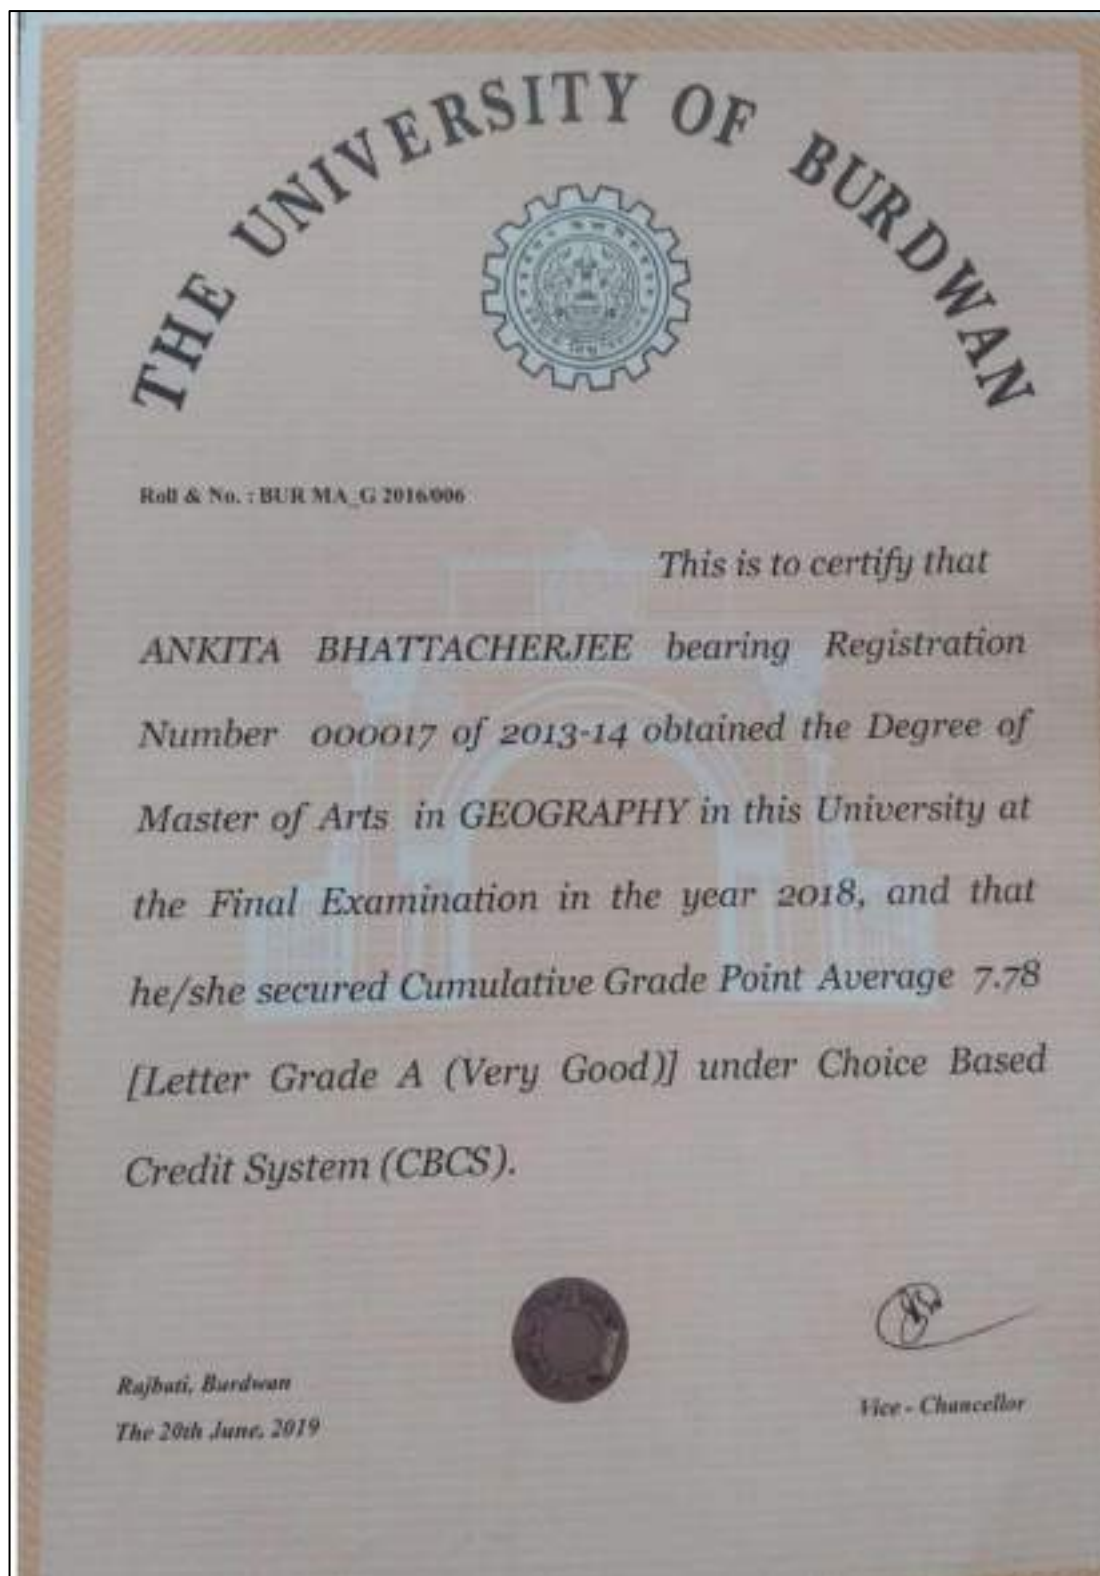 THE UNIVERSITY OF BURDWAN
Roll & No. : BUR MA_G 2016/006
This is to certify that
ANKITA BHATTACHERJEE bearing Registration
Number 000017 of 2013-14 obtained the Degree of
Master of Arts in GEOGRAPHY in this University at
the Final Examination in the year 2018, and that
he/she secured Cumulative Grade Point Average 7.78
[Letter Grade A (Very Good)] under Choice Based
Credit System (CBCS).
Rajbati, Burdwan
The 20th June, 2019
Vice - Chancellor